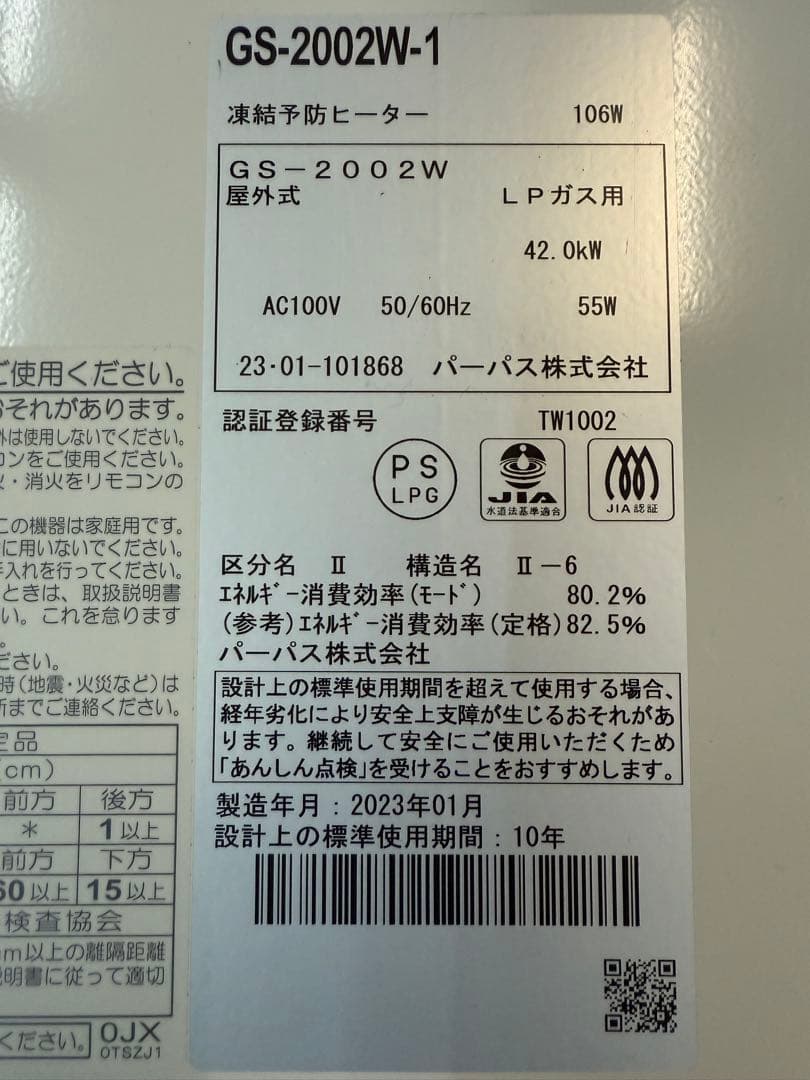 GS-2002W-1
凍結予防ヒーター 106W
GS-2002W
屋外式 LPガス用
42.0kW
AC100V 50/60Hz 55W
23・01-101868 パーパス株式会社
認証登録番号 TW1002
PS
LPG
JIA
水道法基準適合
JIA認証
区分名 Ⅱ 構造名 Ⅱ-6
エネルギー消費効率(モード) 80.2%
(参考)エネルギー消費効率(定格)82.5%
パーパス株式会社
設計上の標準使用期間を超えて使用する場合、
経年劣化により安全上支障が生じるおそれがあ
ります。継続して安全にご使用いただくため
「あんしん点検」を受けることをおすすめします。
製造年月：2023年01月
設計上の標準使用期間：10年
ご使用ください。
おそれがあります。
外は使用しないでください。
コンをご使用ください。
火・消火をリモコンの
この機器は家庭用です。
に用いないでください。
手入れを行ってください。
ときは、取扱説明書
い。これを怠ります
。
ださい。
時(地震・火災など)は
所までご連絡ください。
定品
(cm)
前方 後方
* 1以上
前方 下方
60以上 15以上
検査協会
m以上の離隔距離
説明書に従って適切
ください。 0JX
OTSZJ1